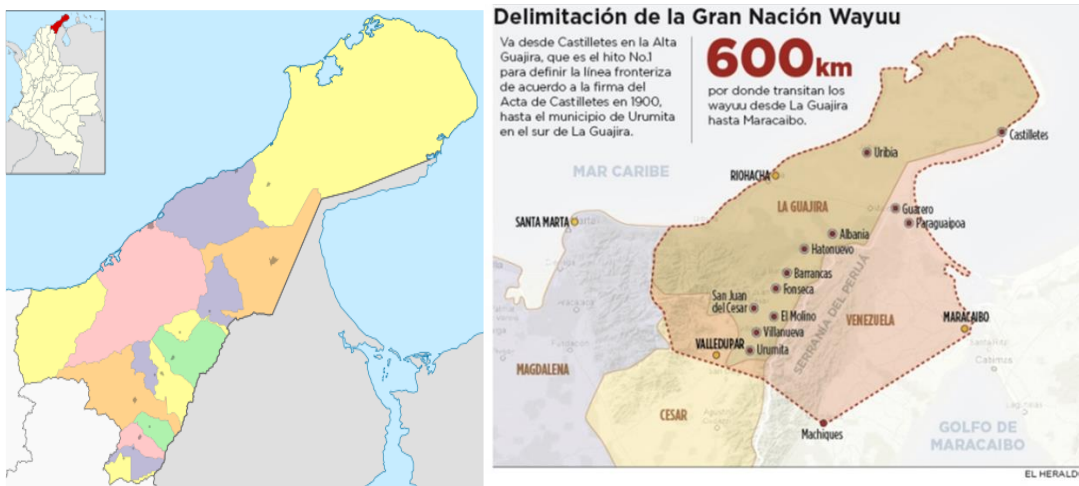 Delimitación de la Gran Nación Wayuu
Va desde Castilletes en la Alta
Guajira, que es el hito No.1
para definir la línea fronteriza
de acuerdo a la firma del
Acta de Castilletes en 1900,
hasta el municipio de Urumita
en el sur de La Guajira.
600km
por donde transitan los
wayuu desde La Guajira
hasta Maracaibo.
Castilletes
Uribia
MAR CARIBE
RIOHACHA
LA GUAJIRA
Guarero
SANTA MARTA
Paraguaipoa
Albania
Hatonuevo
Barrancas
Fonseca
San Juan
del Cesar
El Molino
SERRANÍA DEL PERIJÁ
VENEZUELA
MARACAIBO
Villanueva
VALLEDUPAR
Urumita
MAGDALENA
CESAR
Machiques
GOLFO DE
MARACAIBO
EL HERALDO